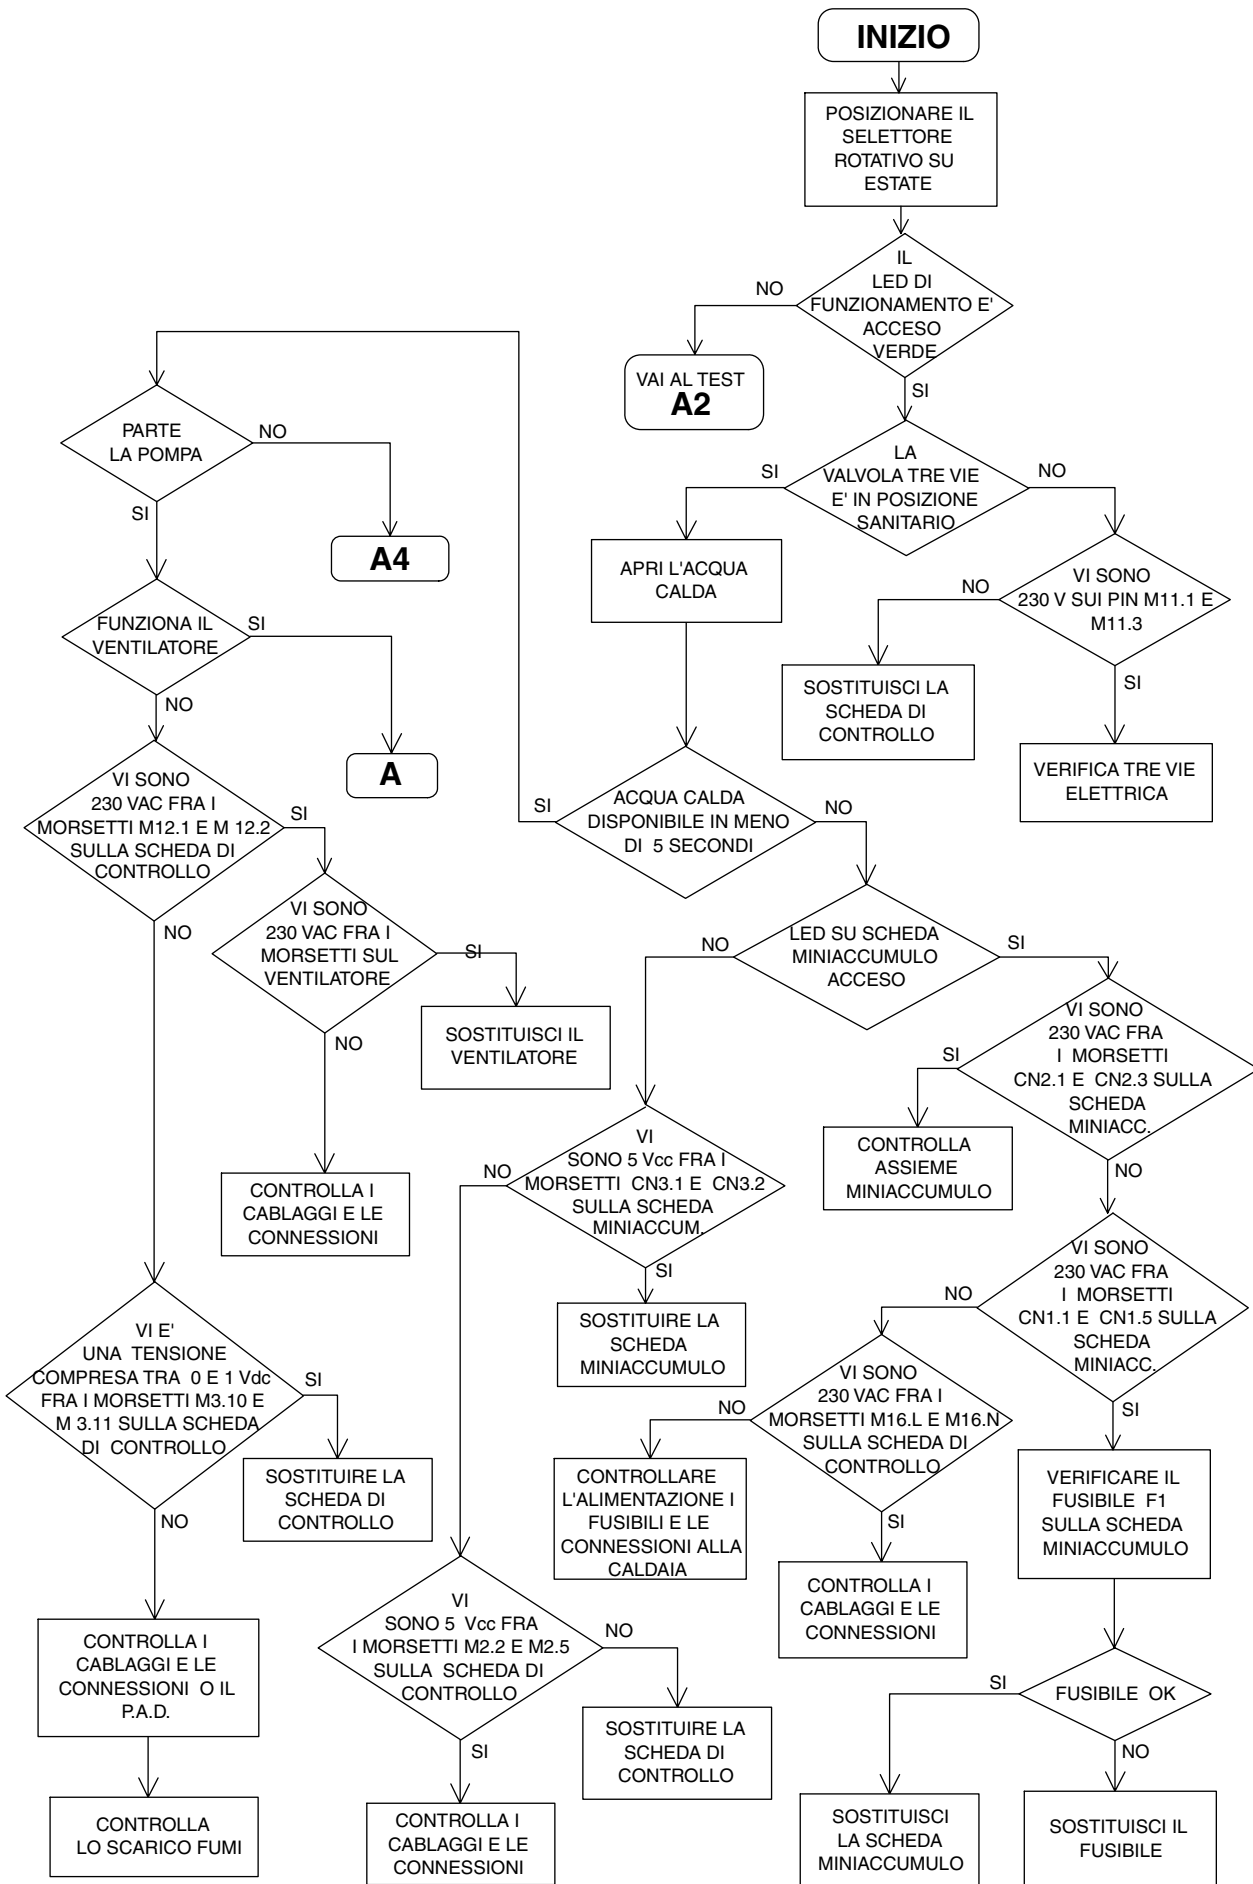 INIZIO
POSIZIONARE IL
SELETTORE
ROTATIVO SU
ESTATE
IL
LED DI
FUNZIONAMENTO E'
ACCESO
VERDE
NO
SI
VAI AL TEST
A2
LA
VALVOLA TRE VIE
E' IN POSIZIONE
SANITARIO
SI
NO
VI SONO
230 V SUI PIN M11.1 E
M11.3
NO
SI
SOSTITUISCI LA
SCHEDA DI
CONTROLLO
VERIFICA TRE VIE
ELETTRICA
APRI L'ACQUA
CALDA
ACQUA CALDA
DISPONIBILE IN MENO
DI 5 SECONDI
SI
NO
PARTE
LA POMPA
NO
SI
A4
FUNZIONA IL
VENTILATORE
SI
NO
A
VI SONO
230 VAC FRA I
MORSETTI M12.1 E M 12.2
SULLA SCHEDA DI
CONTROLLO
SI
NO
VI SONO
230 VAC FRA I
MORSETTI SUL
VENTILATORE
SI
NO
SOSTITUISCI IL
VENTILATORE
CONTROLLA I
CABLAGGI E LE
CONNESSIONI
VI E'
UNA TENSIONE
COMPRESA TRA 0 E 1 Vdc
FRA I MORSETTI M3.10 E
M 3.11 SULLA SCHEDA
DI CONTROLLO
SI
NO
SOSTITUIRE LA
SCHEDA DI
CONTROLLO
CONTROLLA I
CABLAGGI E LE
CONNESSIONI O IL
P.A.D.
CONTROLLA
LO SCARICO FUMI
LED SU SCHEDA
MINIACCUMULO
ACCESO
NO
SI
VI
SONO 5 Vcc FRA I
MORSETTI CN3.1 E CN3.2
SULLA SCHEDA
MINIACCUM.
NO
SI
SOSTITUIRE LA
SCHEDA
MINIACCUMULO
VI
SONO 5 Vcc FRA
I MORSETTI M2.2 E M2.5
SULLA SCHEDA DI
CONTROLLO
NO
SI
SOSTITUIRE LA
SCHEDA DI
CONTROLLO
CONTROLLA I
CABLAGGI E LE
CONNESSIONI
VI SONO
230 VAC FRA
I MORSETTI
CN2.1 E CN2.3 SULLA
SCHEDA
MINIACC.
SI
NO
CONTROLLA
ASSIEME
MINIACCUMULO
VI SONO
230 VAC FRA
I MORSETTI
CN1.1 E CN1.5 SULLA
SCHEDA
MINIACC.
NO
SI
VI SONO
230 VAC FRA I
MORSETTI M16.L E M16.N
SULLA SCHEDA DI
CONTROLLO
NO
SI
CONTROLLARE
L'ALIMENTAZIONE I
FUSIBILI E LE
CONNESSIONI ALLA
CALDAIA
CONTROLLA I
CABLAGGI E LE
CONNESSIONI
VERIFICARE IL
FUSIBILE F1
SULLA SCHEDA
MINIACCUMULO
FUSIBILE OK
SI
NO
SOSTITUISCI
LA SCHEDA
MINIACCUMULO
SOSTITUISCI IL
FUSIBILE